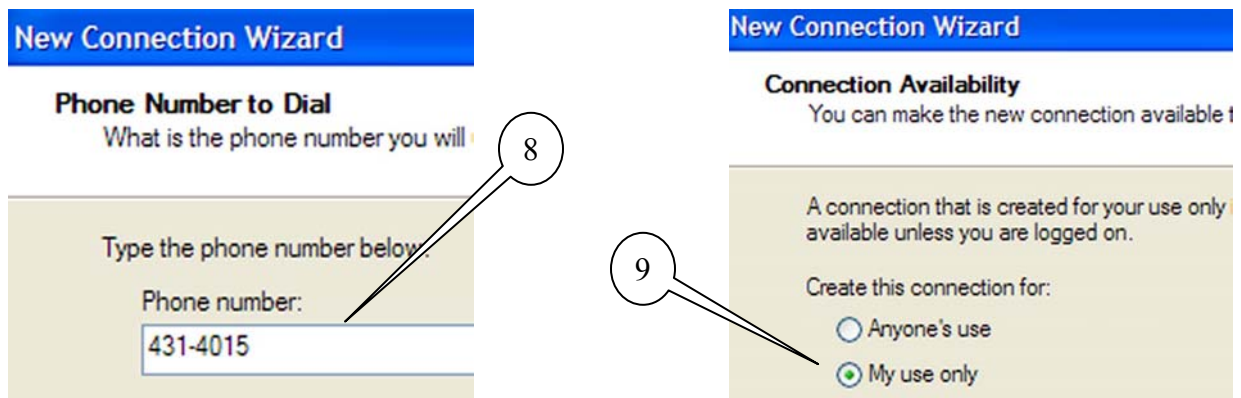 New Connection Wizard
Phone Number to Dial
What is the phone number you will
8
Type the phone number below:
Phone number:
431-4015
New Connection Wizard
Connection Availability
You can make the new connection available
A connection that is created for your use only
available unless you are logged on.
9
Create this connection for:
Anyone's use
My use only